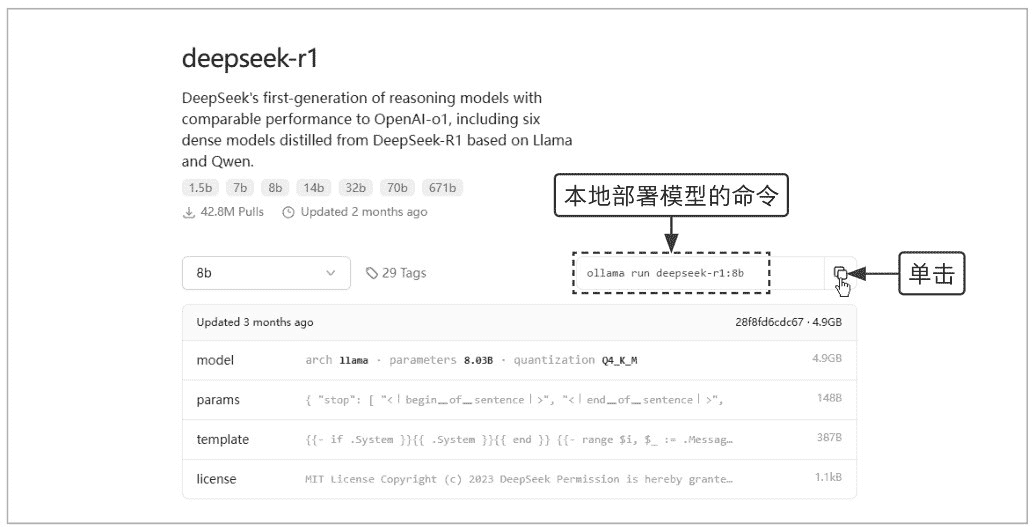 deepseek-r1
DeepSeek's first-generation of reasoning models with
comparable performance to OpenAI-o1, including six
dense models distilled from DeepSeek-R1 based on Llama
and Qwen.
1.5b 7b 8b 14b 32b 70b 671b
42.8M Pulls Updated 2 months ago
本地部署模型的命令
8b 29 Tags ollama run deepseek-r1:8b 单击
Updated 3 months ago 28f8fd6cdc67 · 4.9GB
model arch llama · parameters 8.03B · quantization Q4_K_M 4.9GB
params { "stop": [ "<｜begin▁of▁sentence｜>", "<｜end▁of▁sentence｜>", 148B
template {{- if .System }}{{ .System }}{{ end }} {{- range $i, $_ := .Messag… 387B
license MIT License Copyright (c) 2023 DeepSeek Permission is hereby grante… 1.1kB